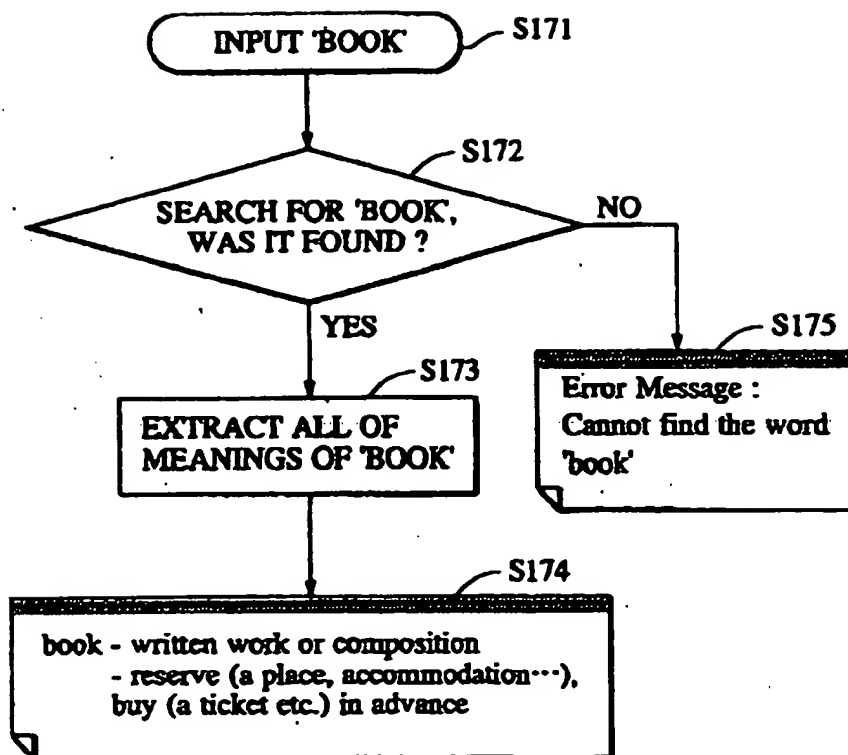 INPUT 'BOOK'
S171
S172
SEARCH FOR 'BOOK',
WAS IT FOUND ?
NO
YES
S175
S173
Error Message :
Cannot find the word
'book'
EXTRACT ALL OF
MEANINGS OF 'BOOK'
S174
book - written work or composition
- reserve (a place, accommodation···),
buy (a ticket etc.) in advance